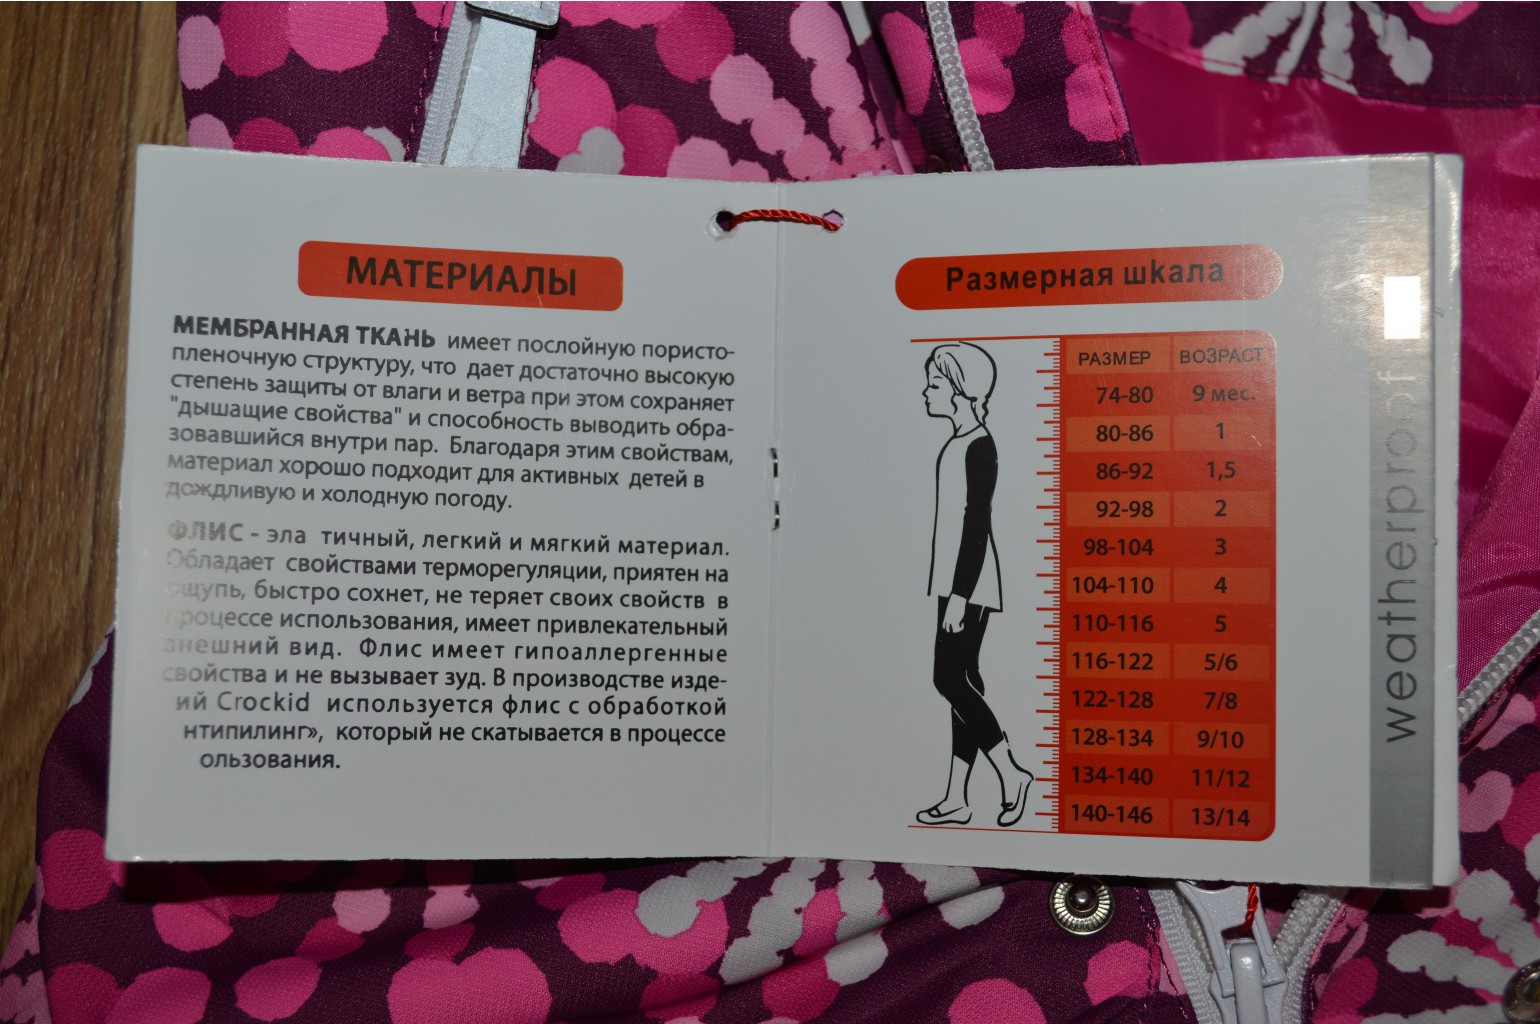 МАТЕРИАЛЫ
МЕМБРАННАЯ ТКАНЬ имеет послойную пористо-
пленочную структуру, что дает достаточно высокую
степень защиты от влаги и ветра при этом сохраняет
"дышащие свойства" и способность выводить обра-
зовавшийся внутри пар. Благодаря этим свойствам,
материал хорошо подходит для активных детей в
дождливую и холодную погоду.
ФЛИС - эла тичный, легкий и мягкий материал.
Обладает свойствами терморегуляции, приятен на
ощупь, быстро сохнет, не теряет своих свойств в
процессе использования, имеет привлекательный
внешний вид. Флис имеет гипоаллергенные
свойства и не вызывает зуд. В производстве изде-
ий Crockid используется флис с обработкой
нтипилинг», который не скатывается в процессе
ользования.
Размерная шкала
РАЗМЕР ВОЗРАСТ
74-80 9 мес.
80-86 1
86-92 1,5
92-98 2
98-104 3
104-110 4
110-116 5
116-122 5/6
122-128 7/8
128-134 9/10
134-140 11/12
140-146 13/14
weatherproof